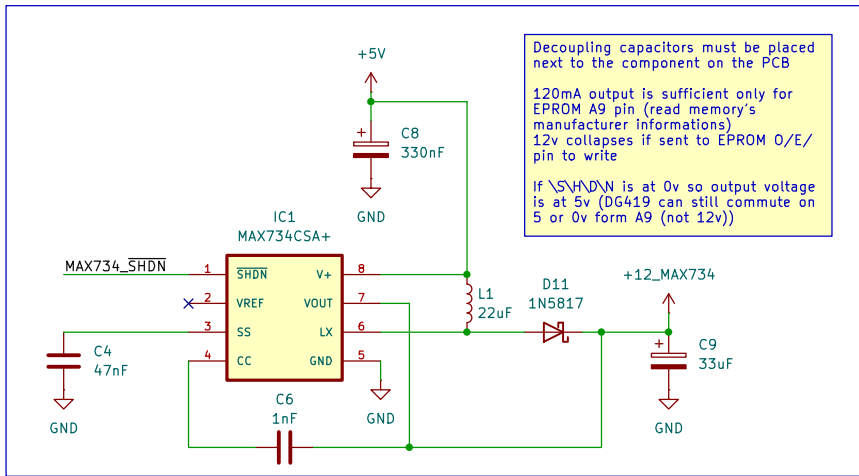 Decoupling capacitors must be placed
next to the component on the PCB
120mA output is sufficient only for
EPROM A9 pin (read memory's
manufacturer informations)
12v collapses if sent to EPROM O/E/
pin to write
If \S\H\D\N is at 0v so output voltage
is at 5v (DG419 can still commute on
5 or 0v form A9 (not 12v))
+5V
+
C8
330nF
GND
IC1
MAX734CSA+
MAX734_SHDN
1
SHDN
V+
8
2
VREF
VOUT
7
3
SS
LX
6
4
CC
GND
5
L1
22uF
D11
1N5817
+12_MAX734
+
C9
33uF
GND
C4
47nF
GND
GND
C6
1nF